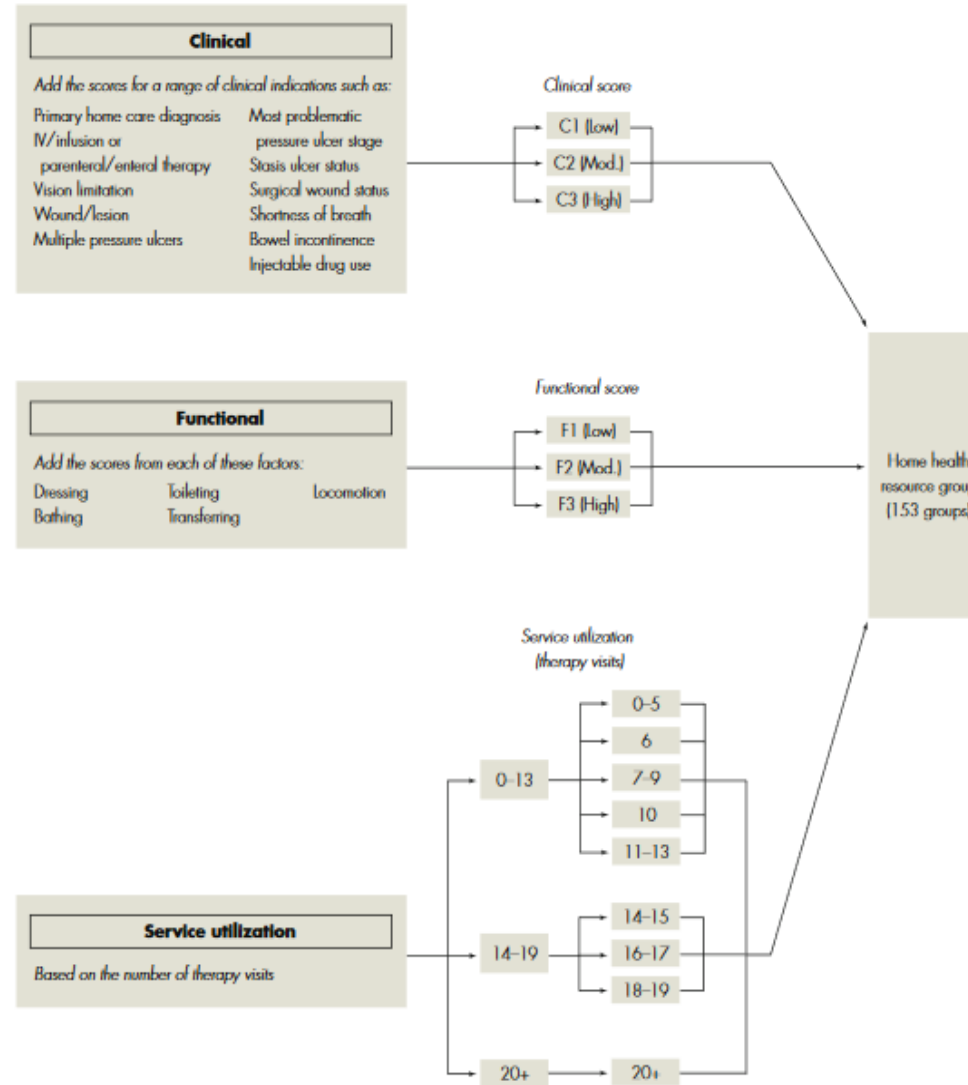 Clinical
Add the scores for a range of clinical indications such as:
Primary home care diagnosis
IV/infusion or
parenteral/enteral therapy
Vision limitation
Wound/lesion
Multiple pressure ulcers
Most problematic
pressure ulcer stage
Stasis ulcer status
Surgical wound status
Shortness of breath
Bowel incontinence
Injectable drug use
Clinical score
C1 (Low)
C2 (Mod.)
C3 (High)
Functional
Add the scores from each of these factors:
Dressing
Bathing
Toileting
Transferring
Locomotion
Functional score
F1 (Low)
F2 (Mod.)
F3 (High)
Home health
resource grou
(153 groups)
Service utilization
(therapy visits)
0–5
6
0–13
7–9
10
11–13
Service utilization
Based on the number of therapy visits
14–19
14–15
16–17
18–19
20+
20+